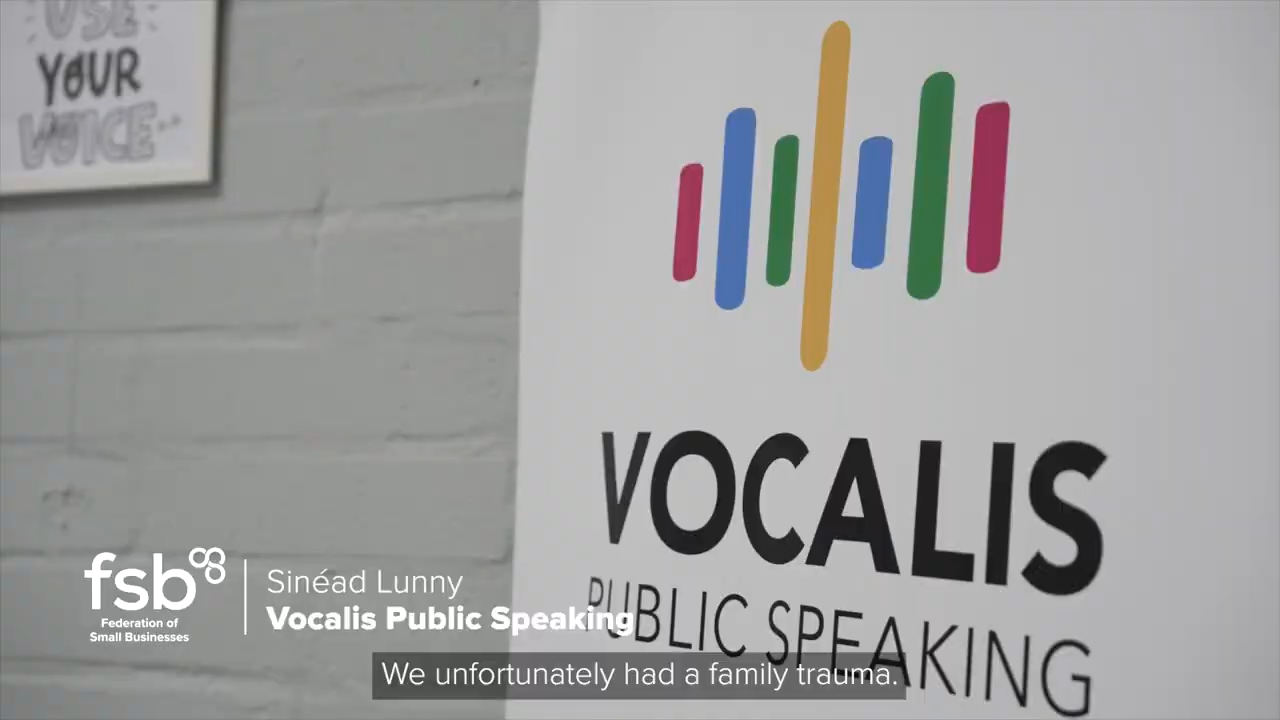 USE
YOUR
VOICE
VOCALIS
PUBLIC SPEAKING
fsb
Federation of
Small Businesses
Sinéad Lunny
Vocalis Public Speaking
We unfortunately had a family trauma.